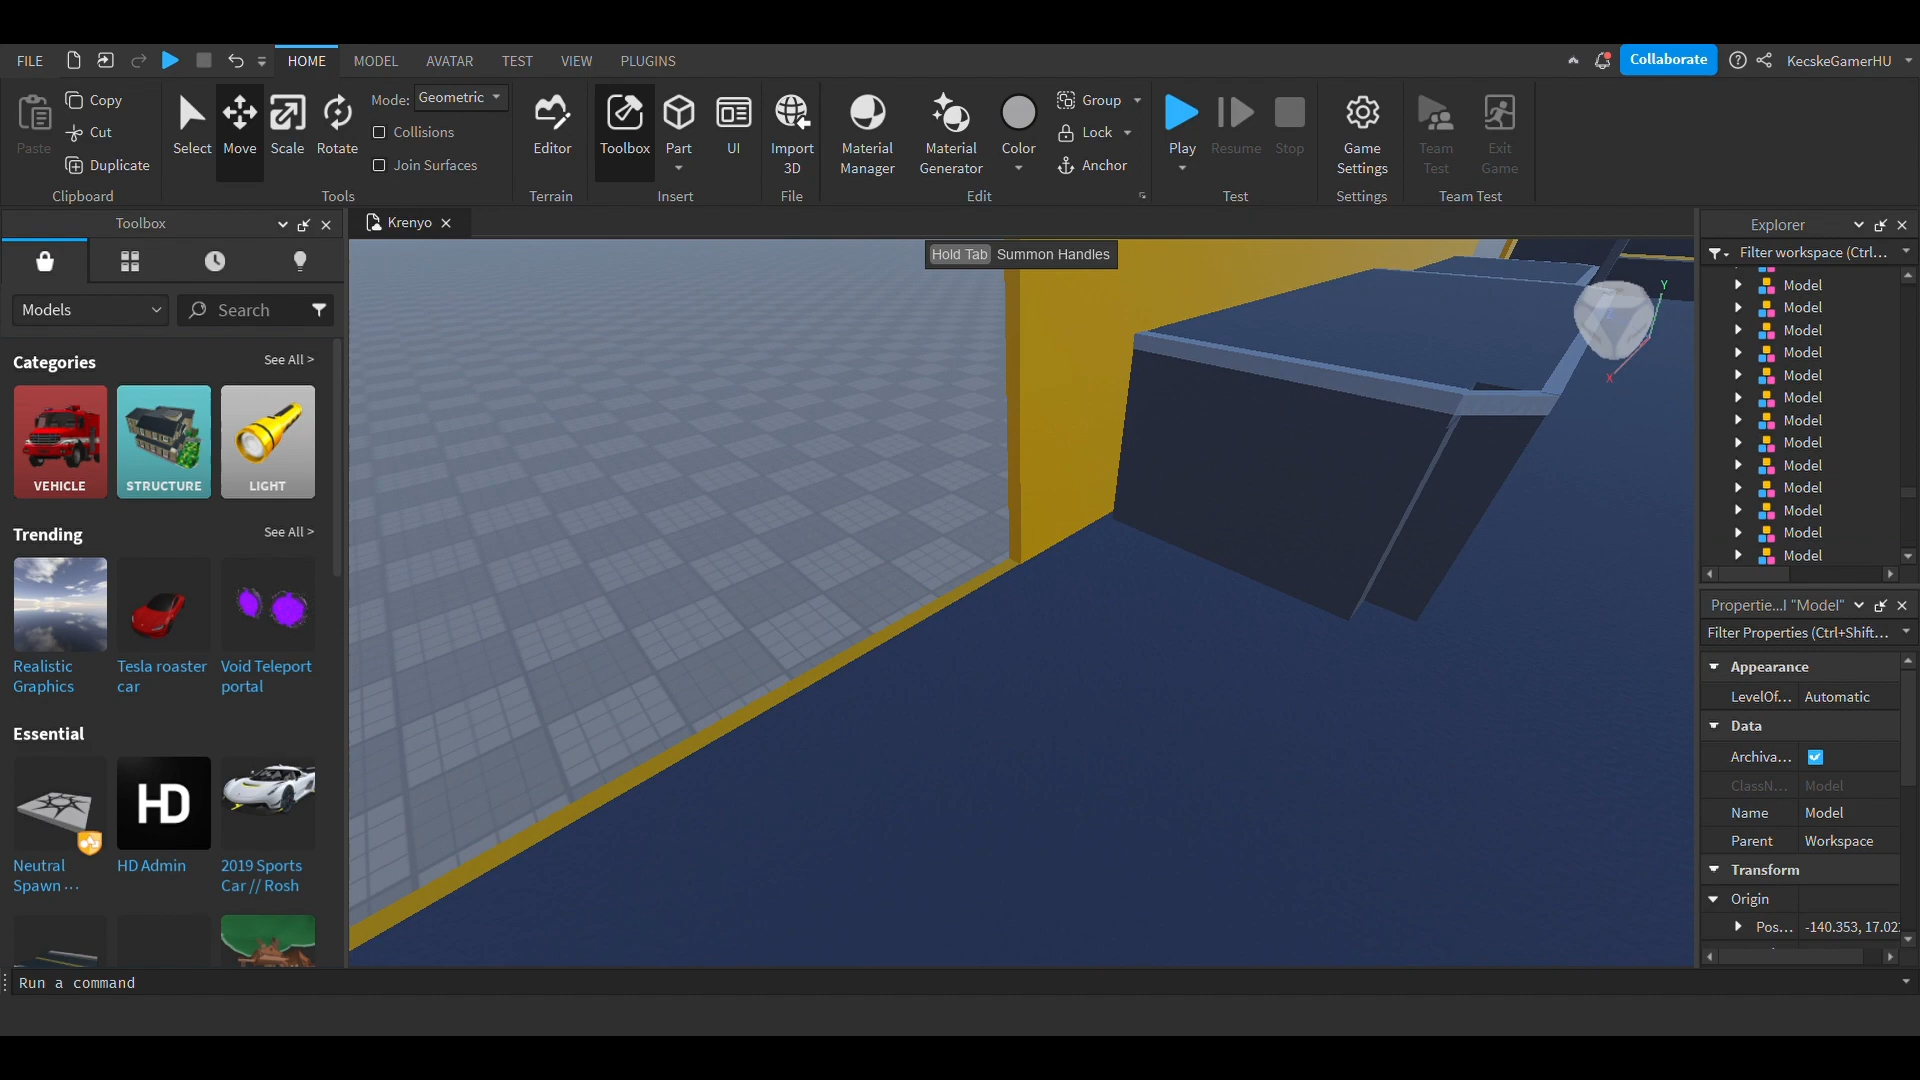 FILE
HOME
MODEL
AVATAR
TEST
VIEW
PLUGINS
Collaborate
KecskeGamerHU
Paste
Copy
Cut
Duplicate
Clipboard
Select
Move
Scale
Rotate
Mode: Geometric
Collisions
Join Surfaces
Tools
Editor
Terrain
Toolbox
Part
UI
Insert
Import
3D
File
Material
Manager
Material
Generator
Color
Group
Lock
Anchor
Edit
Play
Resume
Stop
Test
Game
Settings
Settings
Team
Test
Exit
Game
Team Test
Toolbox
Models
Search
Categories
See All >
VEHICLE
STRUCTURE
LIGHT
Trending
See All >
Realistic
Graphics
Tesla roaster
car
Void Teleport
portal
Essential
HD
Neutral
Spawn ...
HD Admin
2019 Sports
Car // Rosh
Krenyo
Hold Tab Summon Handles
Y
Z
X
Explorer
Filter workspace (Ctrl...
Model
Model
Model
Model
Model
Model
Model
Model
Model
Model
Model
Model
Model
Propertie...l "Model"
Filter Properties (Ctrl+Shift...
Appearance
LevelOf... Automatic
Data
Archiva...
ClassN... Model
Name Model
Parent Workspace
Transform
Origin
Pos... -140.353, 17.02
Run a command